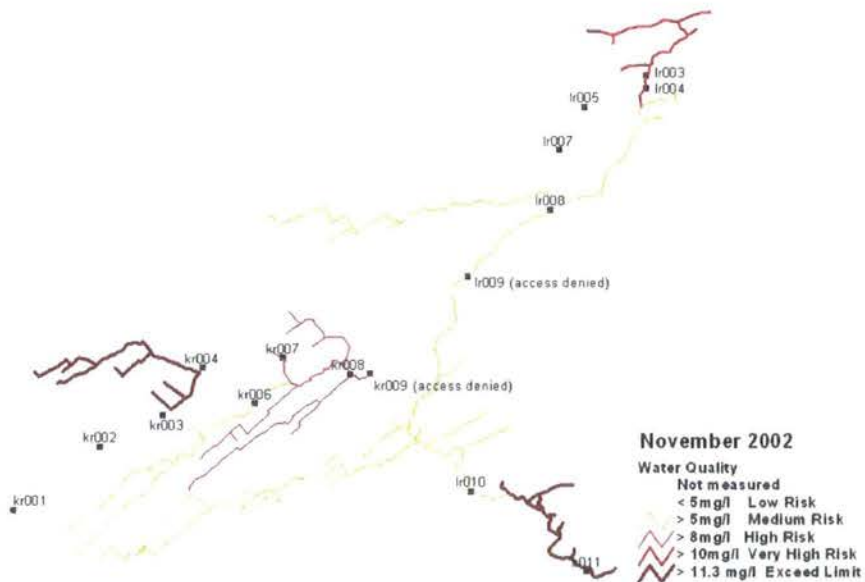 lr003
lr004
lr005
lr007
lr008
lr009 (access denied)
kr007
kr004
kr008
kr009 (access denied)
kr006
kr003
kr002
November 2002
Water Quality
lr010
Not measured
kr001
< 5mg/l Low Risk
> 5mg/l Medium Risk
> 8mg/l High Risk
> 10mg/l Very High Risk
> 11.3 mg/l Exceed Limit